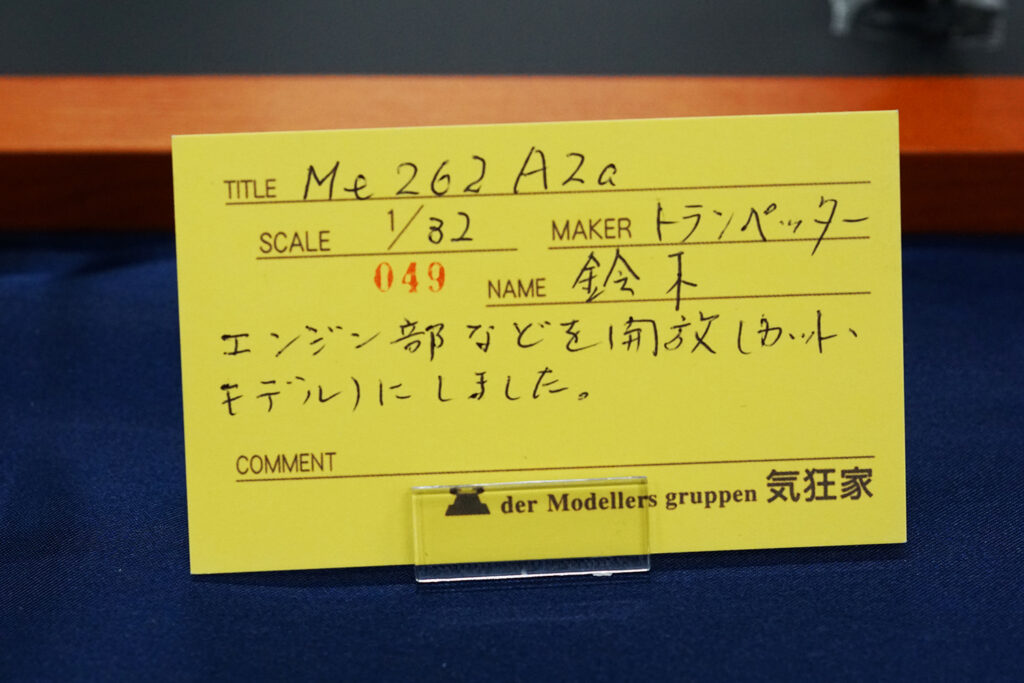 TITLE Me 262 A2a
SCALE 1/32 MAKER トランペッター
049 NAME 鈴木
エンジン部などを開放(カット、
モデル)にしました。
COMMENT
der Modellers gruppen 気狂家